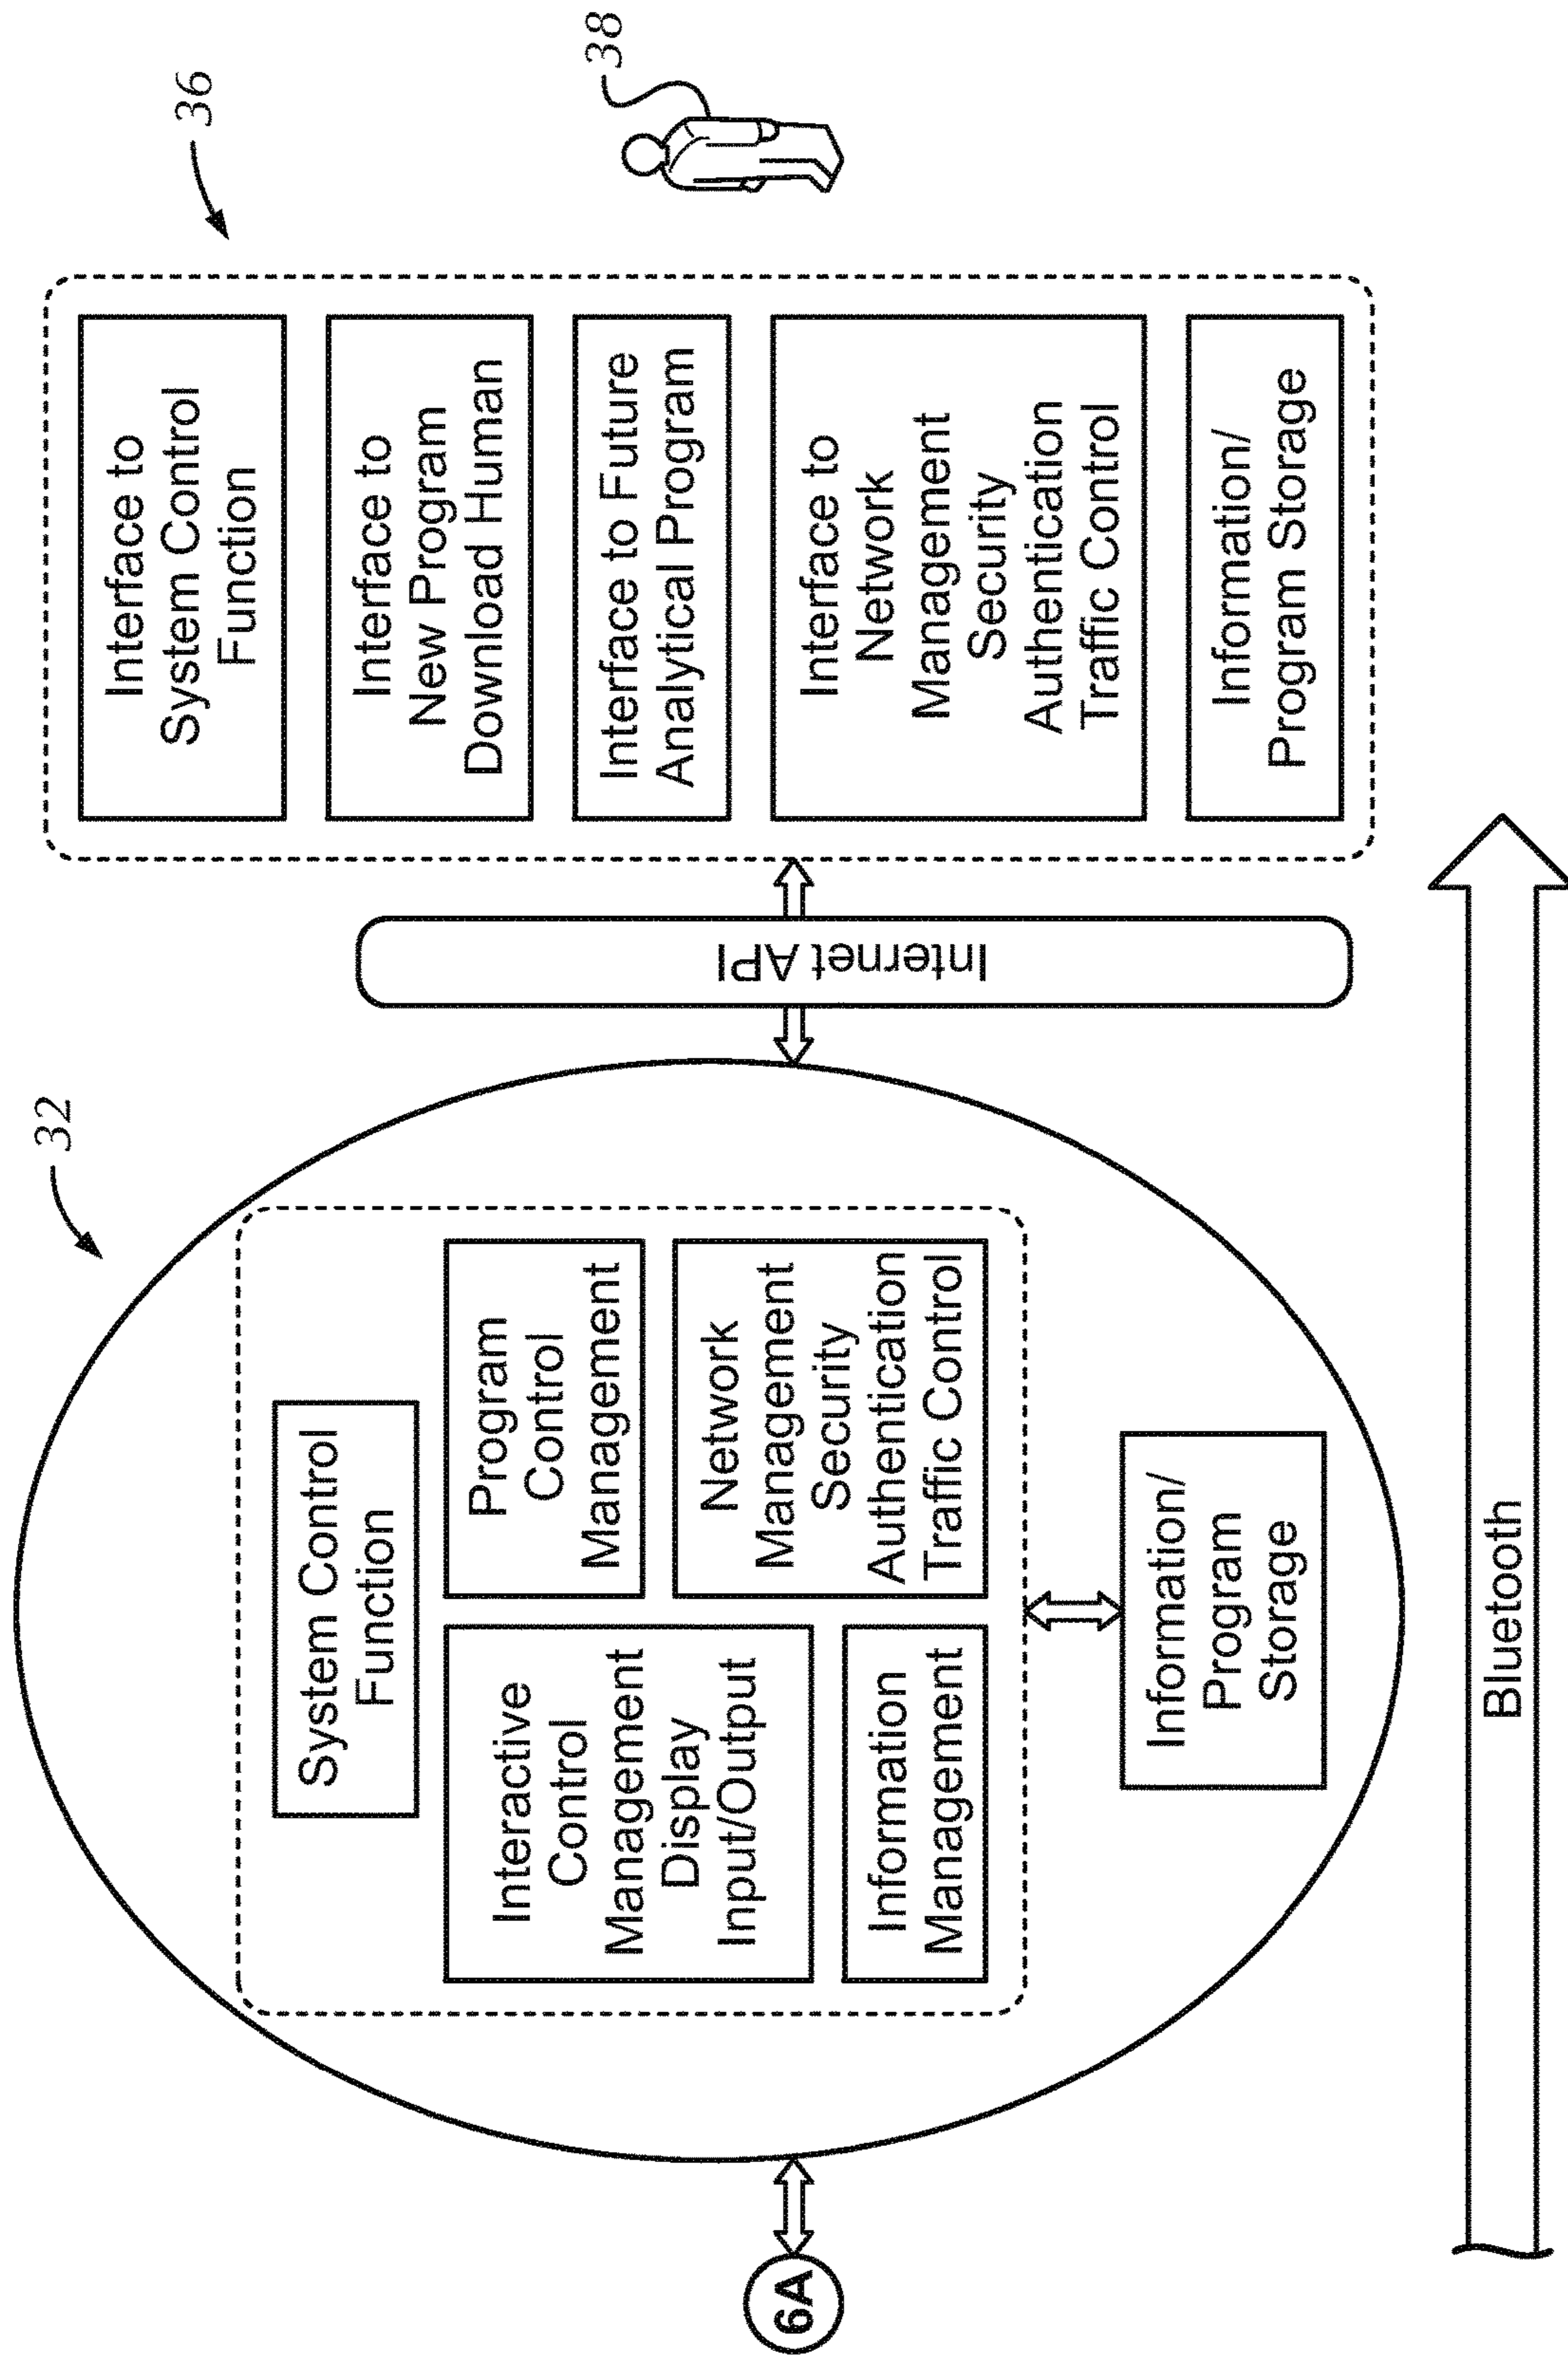 32
36
System Control
Function
Interactive
Control
Management
Display
Input/Output
Program
Control
Management
Information
Management
Network
Management
Security
Authentication
Traffic Control
Information/
Program
Storage
6A
Internet API
Interface to
System Control
Function
Interface to
New Program
Download Human
Interface to Future
Analytical Program
Interface to
Network
Management
Security
Authentication
Traffic Control
Information/
Program Storage
38
Bluetooth